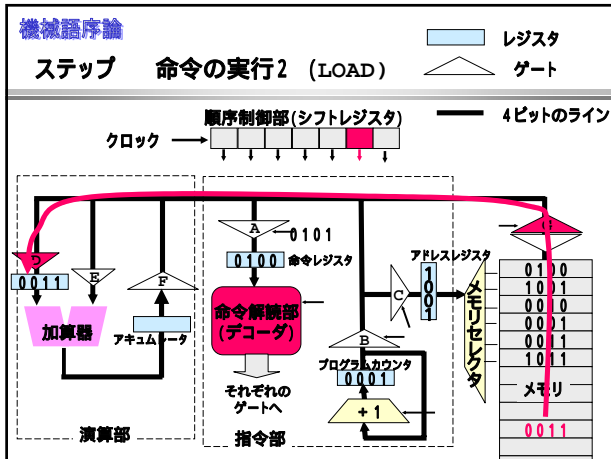 機械語序論
ステップ 命令の実行2 (LOAD)
レジスタ
ゲート
4ビットのライン
順序制御部(シフトレジスタ)
クロック
A
0101
0100 命令レジスタ
命令解読部
(デコーダ)
それぞれの
ゲートへ
D
0011
E
F
加算器
アキュムレータ
演算部
アドレスレジスタ
1001
C
B
プログラムカウンタ
0001
+1
指令部
メモリセレクタ
G
0100
1001
0010
0001
0011
1011
メモリ
0011